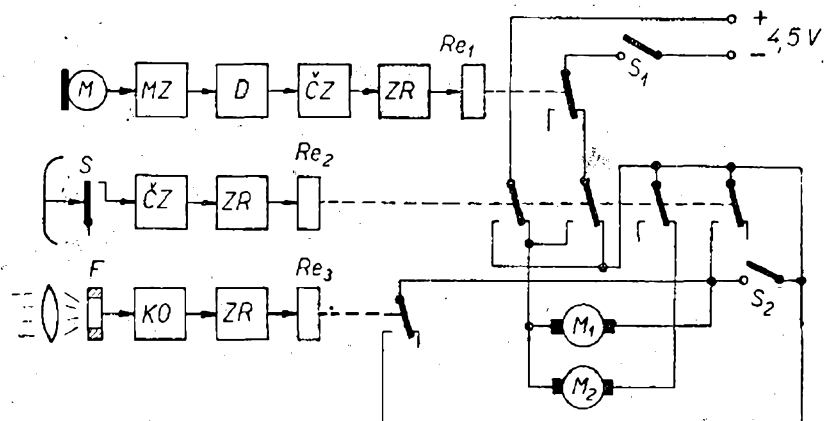 +
4,5 V
−
S1
Re1
M MZ D ČZ ZR
Re2
S
ČZ ZR
Re3
F
KO ZR
S2
M1
M2